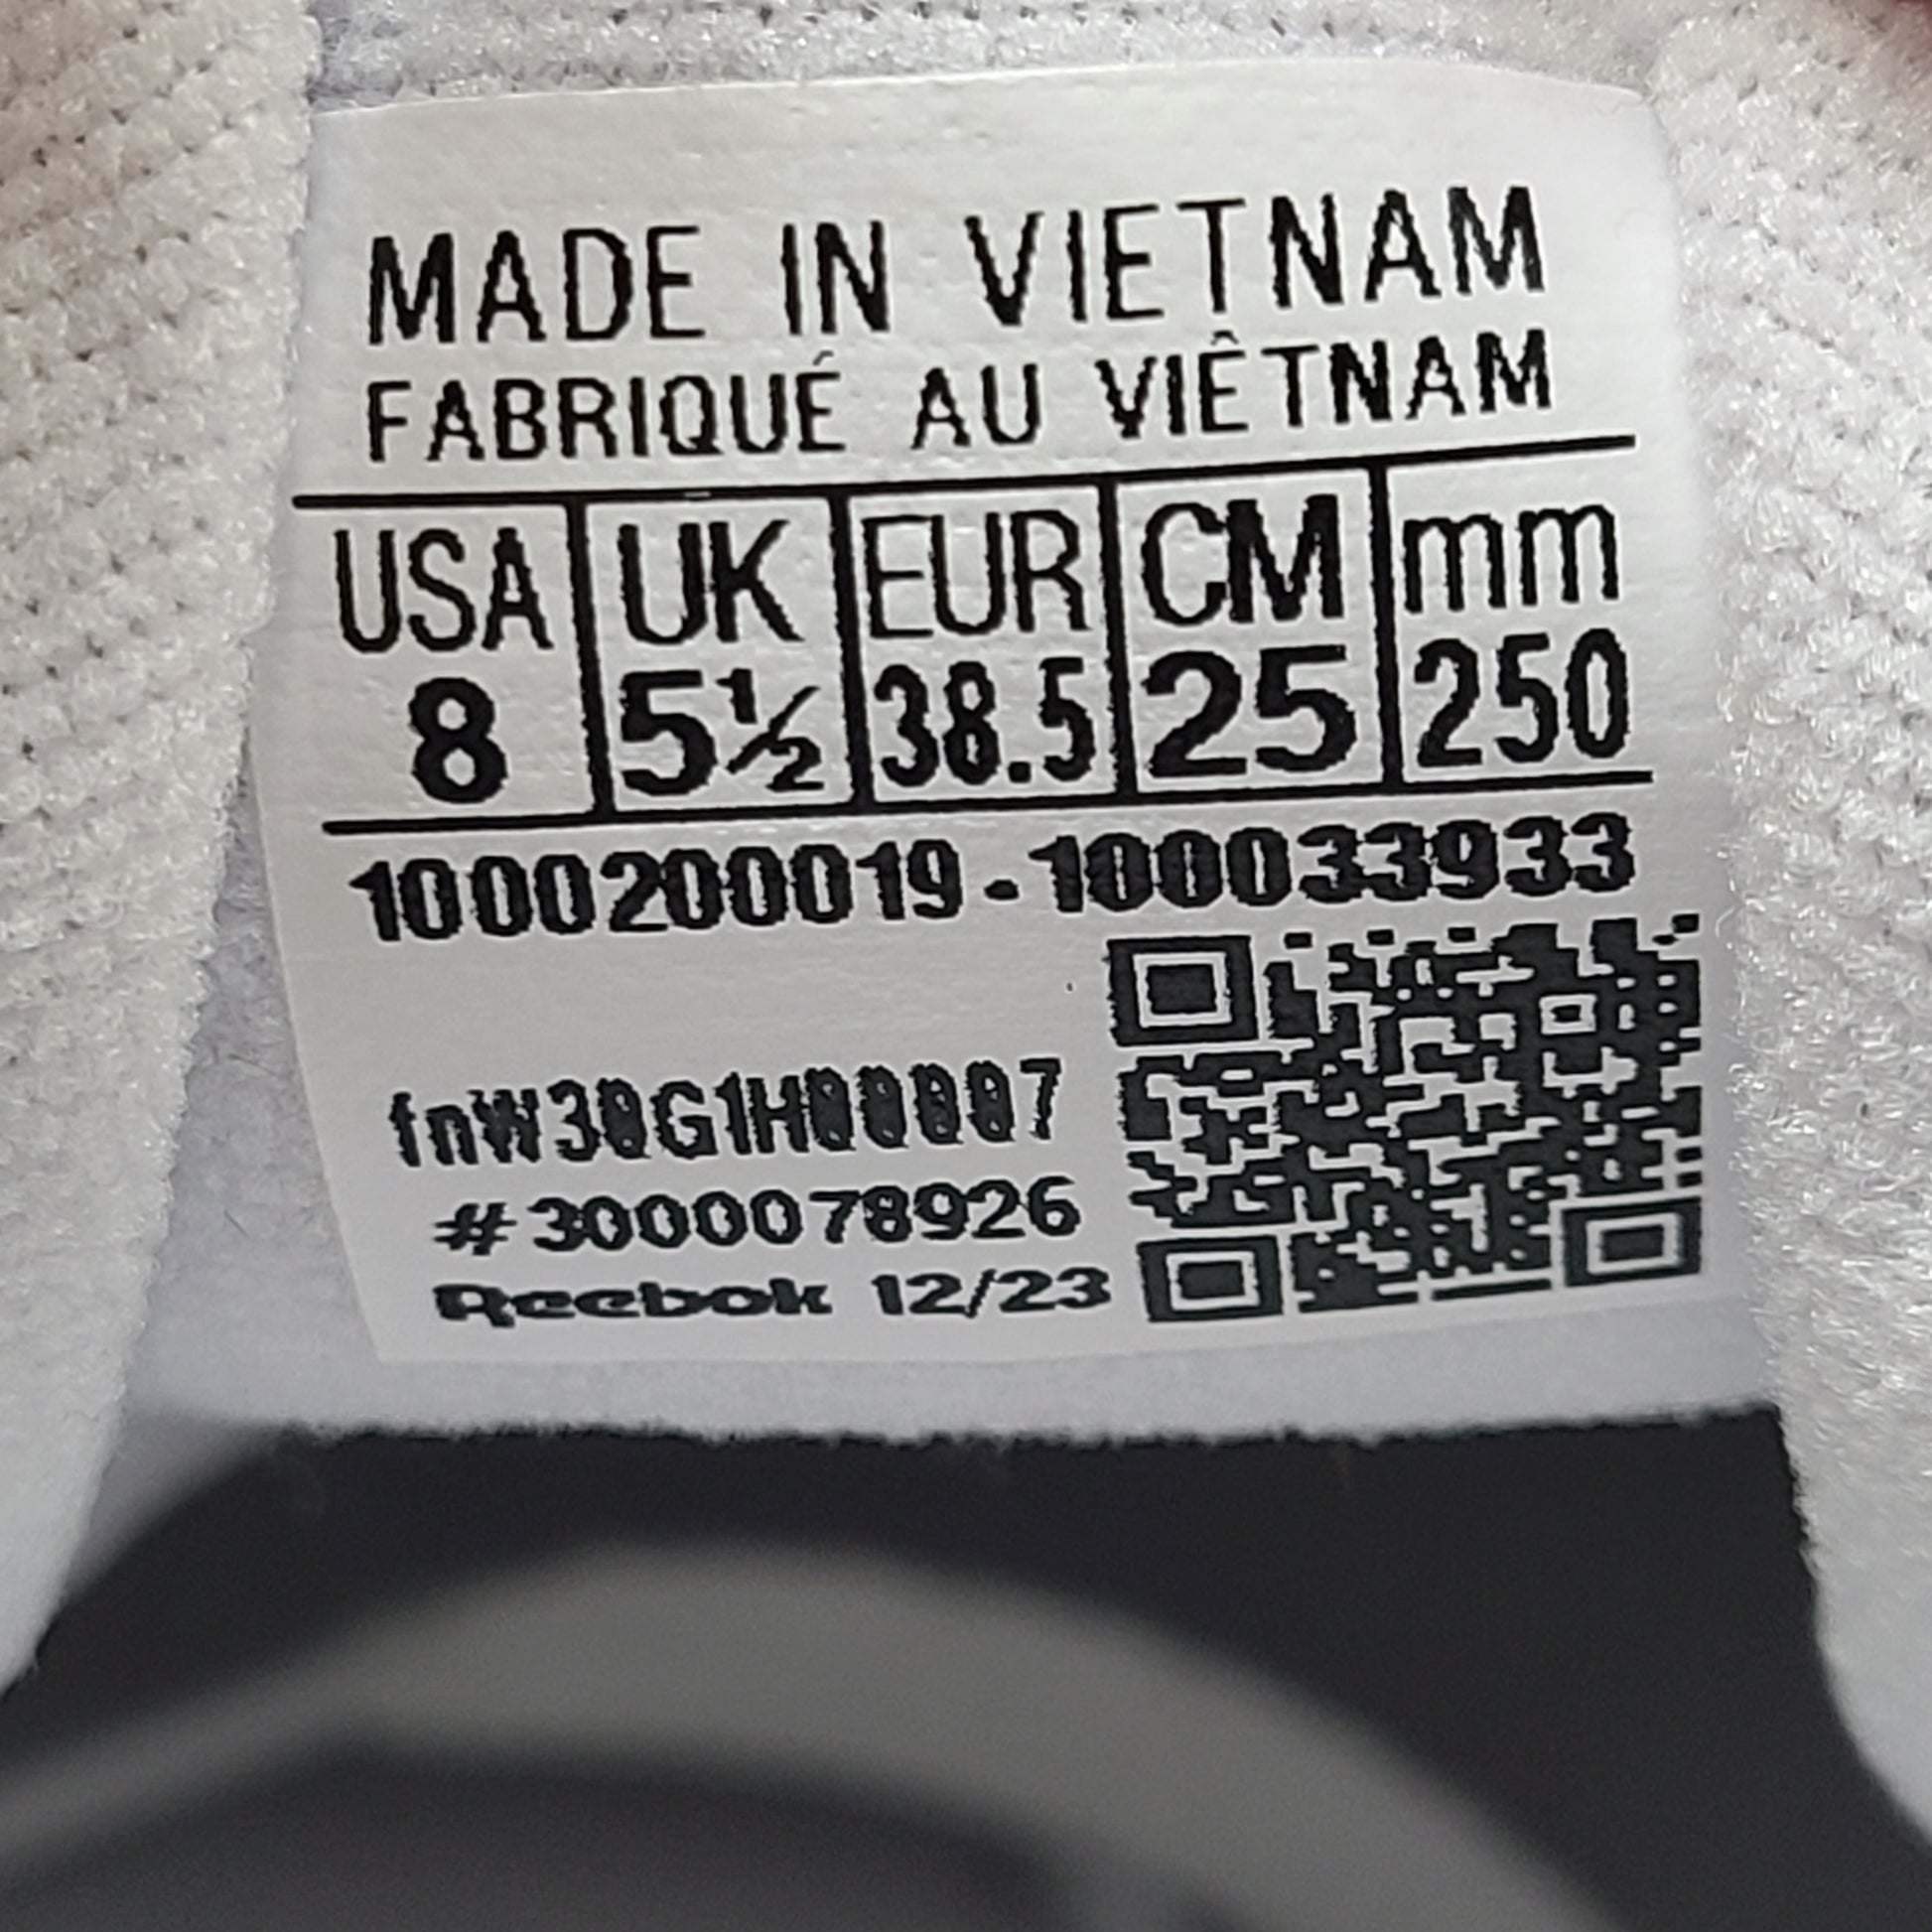 MADE IN VIETNAM
FABRIQUÉ AU VIÊTNAM
USA UK EUR CM mm
8 5½ 38.5 25 250
1000200019 - 100033933
fnW30G1H00007
#3000078926
Reebok 12/23